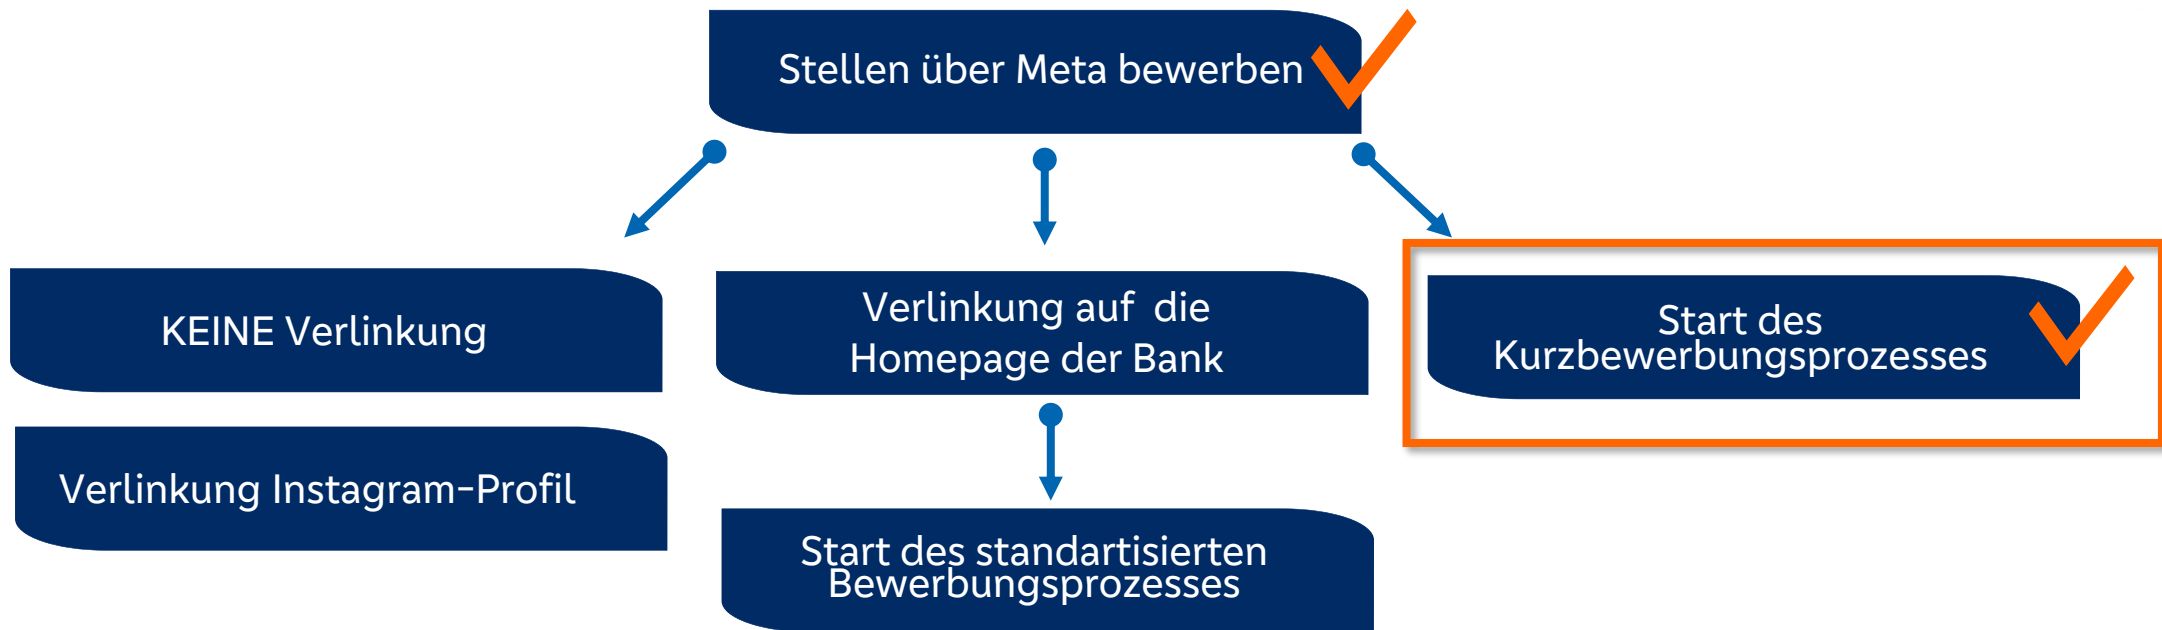 Stellen über Meta bewerben
KEINE Verlinkung
Verlinkung Instagram-Profil
Verlinkung auf die
Homepage der Bank
Start des standartisierten
Bewerbungsprozesses
Start des
Kurzbewerbungsprozesses